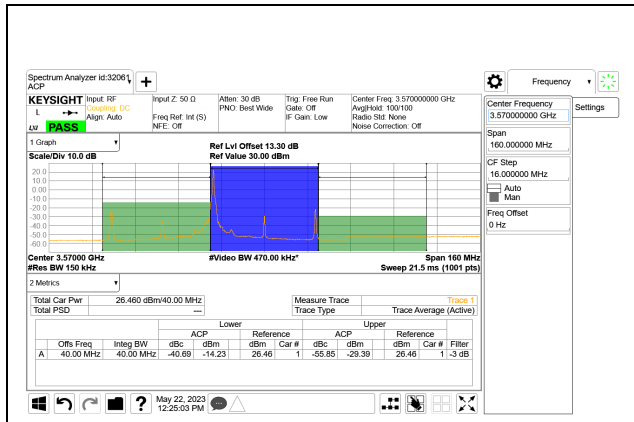 Spectrum Analyzer id:32061
ACP
+
Frequency
KEYSIGHT
L
LXI PASS
Input: RF
Coupling: DC
Align: Auto
Input Z: 50 Ω
Freq Ref: Int (S)
NFE: Off
Atten: 30 dB
PNO: Best Wide
Trig: Free Run
Gate: Off
IF Gain: Low
Center Freq: 3.570000000 GHz
Avg|Hold: 100/100
Radio Std: None
Noise Correction: Off
Center Frequency
3.570000000 GHz
Settings
Span
160.000000 MHz
CF Step
16.000000 MHz
Auto
Man
Freq Offset
0 Hz
1 Graph
Scale/Div 10.0 dB
Ref Lvl Offset 13.30 dB
Ref Value 30.00 dBm
20.0
10.0
0.00
-10.0
-20.0
-30.0
-40.0
-50.0
-60.0
Center 3.57000 GHz
#Video BW 470.00 kHz*
Span 160 MHz
#Res BW 150 kHz
Sweep 21.5 ms (1001 pts)
2 Metrics
Total Car Pwr 26.460 dBm/40.00 MHz
Total PSD ---
Measure Trace Trace 1
Trace Type Trace Average (Active)
Lower Upper
ACP Reference ACP Reference
Offs Freq Integ BW dBc dBm dBm Car # dBc dBm dBm Car # Filter
A 40.00 MHz 40.00 MHz -40.69 -14.23 26.46 1 -55.85 -29.39 26.46 1 -3 dB
?
May 22, 2023
12:25:03 PM